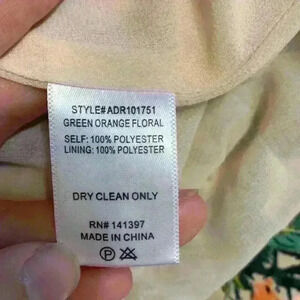 STYLE#ADR101751
GREEN ORANGE FLORAL
SELF: 100% POLYESTER
LINING: 100% POLYESTER
DRY CLEAN ONLY
RN# 141397
MADE IN CHINA
P